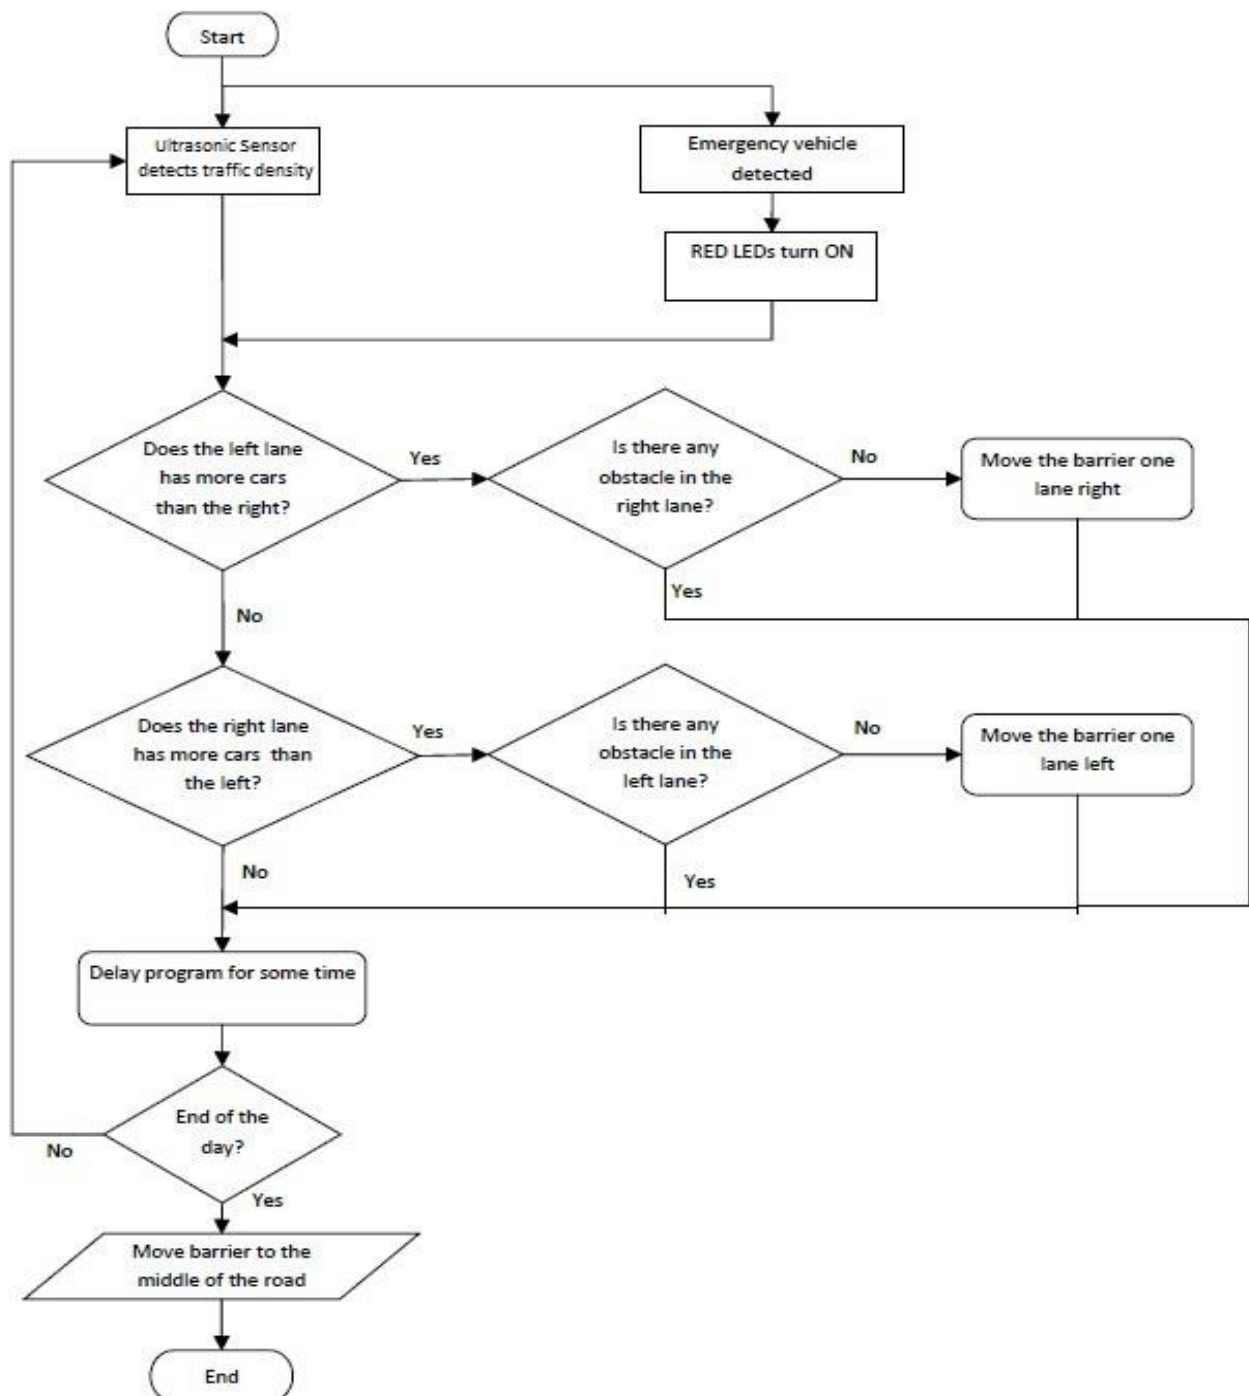 Start
Ultrasonic Sensor
detects traffic density
Emergency vehicle
detected
RED LEDs turn ON
Does the left lane
has more cars
than the right?
Yes
Is there any
obstacle in the
right lane?
No
Move the barrier one
lane right
Yes
No
Does the right lane
has more cars than
the left?
Yes
Is there any
obstacle in the
left lane?
No
Move the barrier one
lane left
No
Yes
Delay program for some time
End of the
day?
No
Yes
Move barrier to the
middle of the road
End